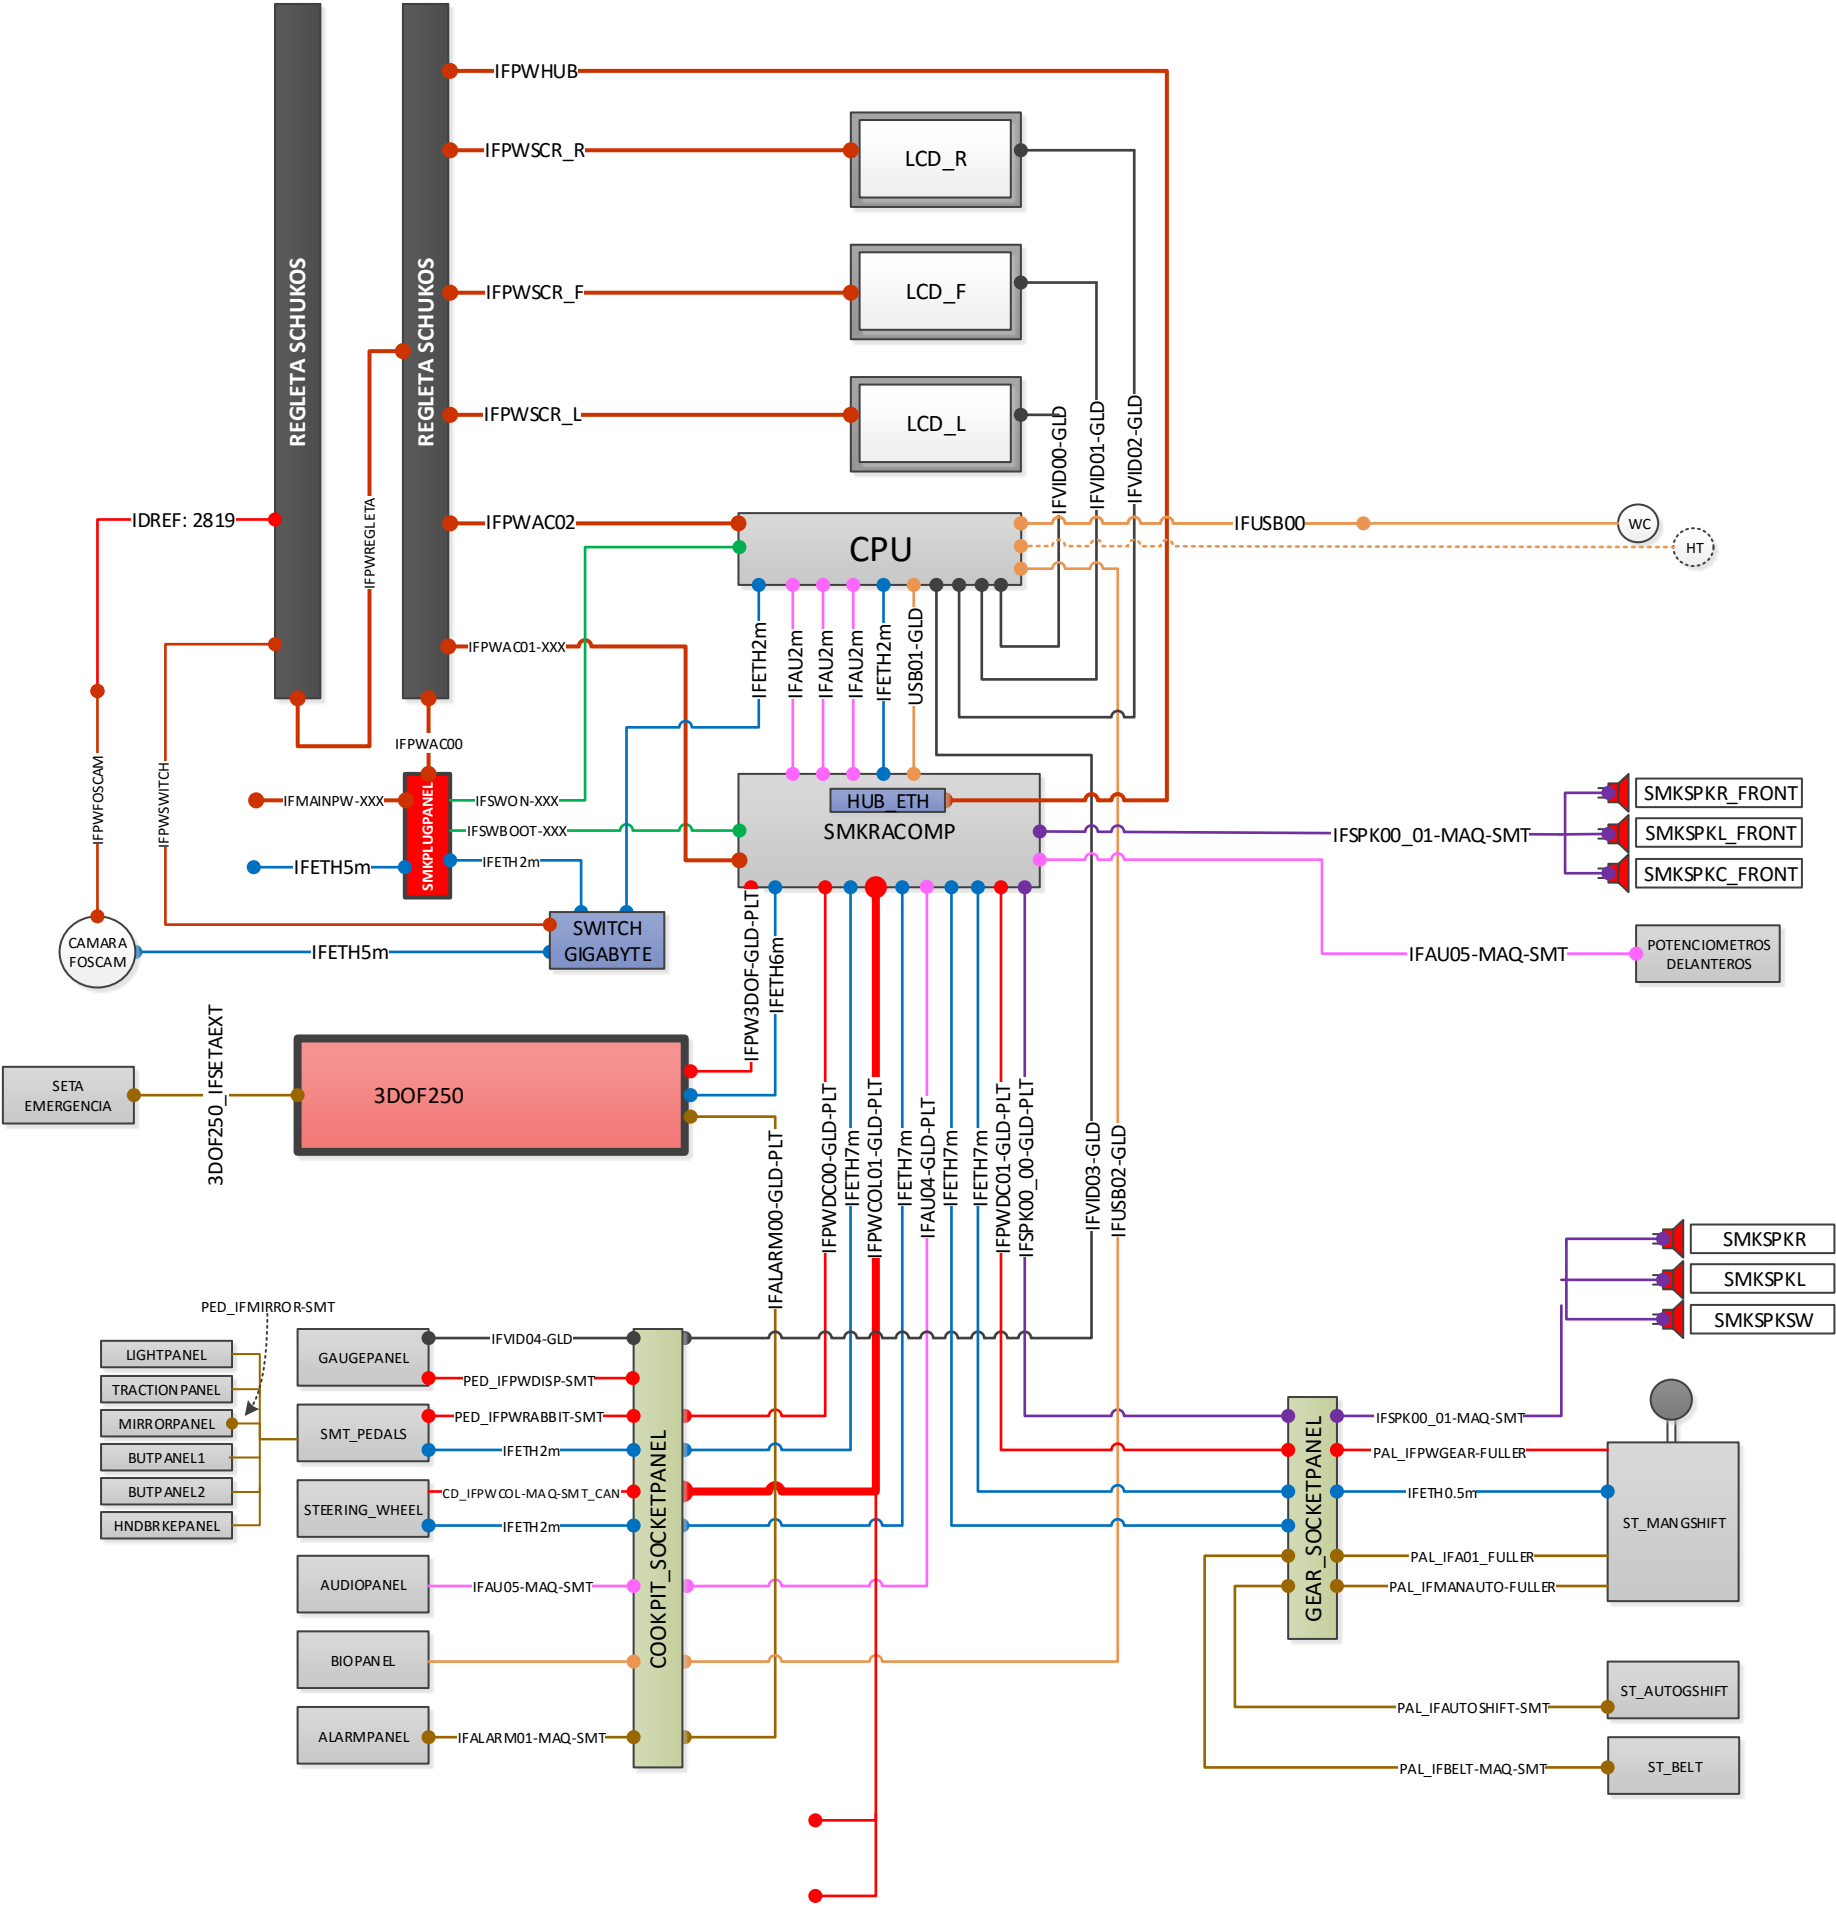 IFPWHUB
IFPWSCR_R
LCD_R
REGLETA SCHUKOS
REGLETA SCHUKOS
IFPWSCR_F
LCD_F
IFPWSCR_L
LCD_L
IFVID00-GLD
IFVID01-GLD
IFVID02-GLD
IDREF: 2819
IFPWREGLETA
IFPWAC02
CPU
IFUSB00
WC
HT
IFPWAC01-XXX
IFETH2m
IFAU2m
IFAU2m
IFAU2m
IFETH2m
USB01-GLD
IFPWAC00
IFPWFOSCAM
IFPWSWITCH
IFMAINPW-XXX
SMKPLUGPANEL
IFSWON-XXX
HUB_ETH
SMKRACOMP
IFSWBOOT-XXX
IFETH5m
IFETH2m
IFSPK00_01-MAQ-SMT
SMKSPKR_FRONT
SMKSPKL_FRONT
SMKSPKC_FRONT
CAMARA
FOSCAM
IFETH5m
SWITCH
GIGABYTE
IFAU05-MAQ-SMT
POTENCIOMETROS
DELANTEROS
IFPW3DOF-GLD-PLT
IFETH6m
SETA
EMERGENCIA
3DOF250_IFSETAEXT
3DOF250
IFALARM00-GLD-PLT
IFPWDC00-GLD-PLT
IFETH7m
IFPWCOL01-GLD-PLT
IFETH7m
IFAU04-GLD-PLT
IFETH7m
IFETH7m
IFPWDC01-GLD-PLT
IFSPK00_00-GLD-PLT
IFVID03-GLD
IFUSB02-GLD
SMKSPKR
SMKSPKL
SMKSPKSW
PED_IFMIRROR-SMT
LIGHTPANEL
TRACTIONPANEL
MIRRORPANEL
BUTPANEL1
BUTPANEL2
HNDBRKEPANEL
GAUGEPANEL
IFVID04-GLD
PED_IFPWDISP-SMT
SMT_PEDALS
PED_IFPWRABBIT-SMT
IFETH2m
STEERING_WHEEL
CD_IFPWCOL-MAQ-SMT_CAN
IFETH2m
AUDIOPANEL
IFAU05-MAQ-SMT
BIOPANEL
ALARMPANEL
IFALARM01-MAQ-SMT
COOKPIT_SOCKETPANEL
GEAR_SOCKETPANEL
IFSPK00_01-MAQ-SMT
PAL_IFPWGEAR-FULLER
IFETH0.5m
ST_MANGSHIFT
PAL_IFA01_FULLER
PAL_IFMANAUTO-FULLER
PAL_IFAUTOSHIFT-SMT
ST_AUTOGSHIFT
PAL_IFBELT-MAQ-SMT
ST_BELT